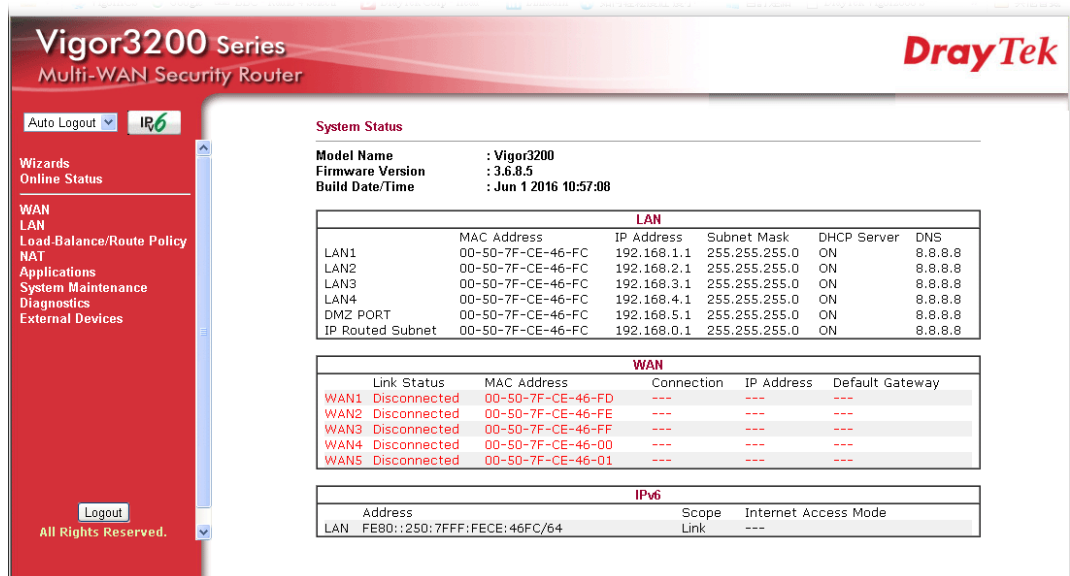 Vigor3200 Series
Multi-WAN Security Router
DrayTek
Auto Logout IPv6
Wizards
Online Status
WAN
LAN
Load-Balance/Route Policy
NAT
Applications
System Maintenance
Diagnostics
External Devices
Logout
All Rights Reserved.
System Status
Model Name : Vigor3200
Firmware Version : 3.6.8.5
Build Date/Time : Jun 1 2016 10:57:08
LAN
MAC Address IP Address Subnet Mask DHCP Server DNS
LAN1 00-50-7F-CE-46-FC 192.168.1.1 255.255.255.0 ON 8.8.8.8
LAN2 00-50-7F-CE-46-FC 192.168.2.1 255.255.255.0 ON 8.8.8.8
LAN3 00-50-7F-CE-46-FC 192.168.3.1 255.255.255.0 ON 8.8.8.8
LAN4 00-50-7F-CE-46-FC 192.168.4.1 255.255.255.0 ON 8.8.8.8
DMZ PORT 00-50-7F-CE-46-FC 192.168.5.1 255.255.255.0 ON 8.8.8.8
IP Routed Subnet 00-50-7F-CE-46-FC 192.168.0.1 255.255.255.0 ON 8.8.8.8
WAN
Link Status MAC Address Connection IP Address Default Gateway
WAN1 Disconnected 00-50-7F-CE-46-FD --- --- ---
WAN2 Disconnected 00-50-7F-CE-46-FE --- --- ---
WAN3 Disconnected 00-50-7F-CE-46-FF --- --- ---
WAN4 Disconnected 00-50-7F-CE-46-00 --- --- ---
WAN5 Disconnected 00-50-7F-CE-46-01 --- --- ---
IPv6
Address Scope Internet Access Mode
LAN FE80::250:7FFF:FECE:46FC/64 Link ---